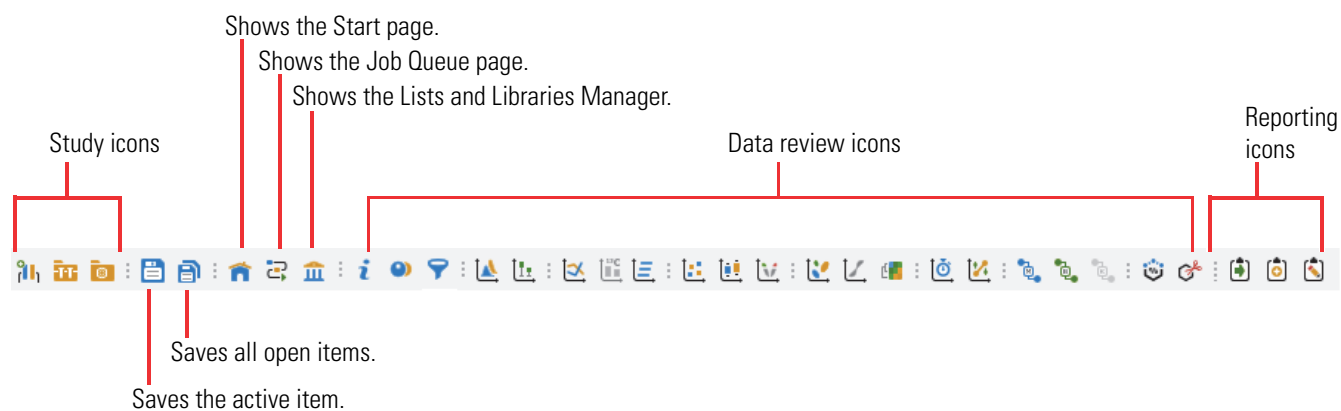 Shows the Start page.
Shows the Job Queue page.
Shows the Lists and Libraries Manager.
Study icons
Data review icons
Reporting
icons
Saves all open items.
Saves the active item.